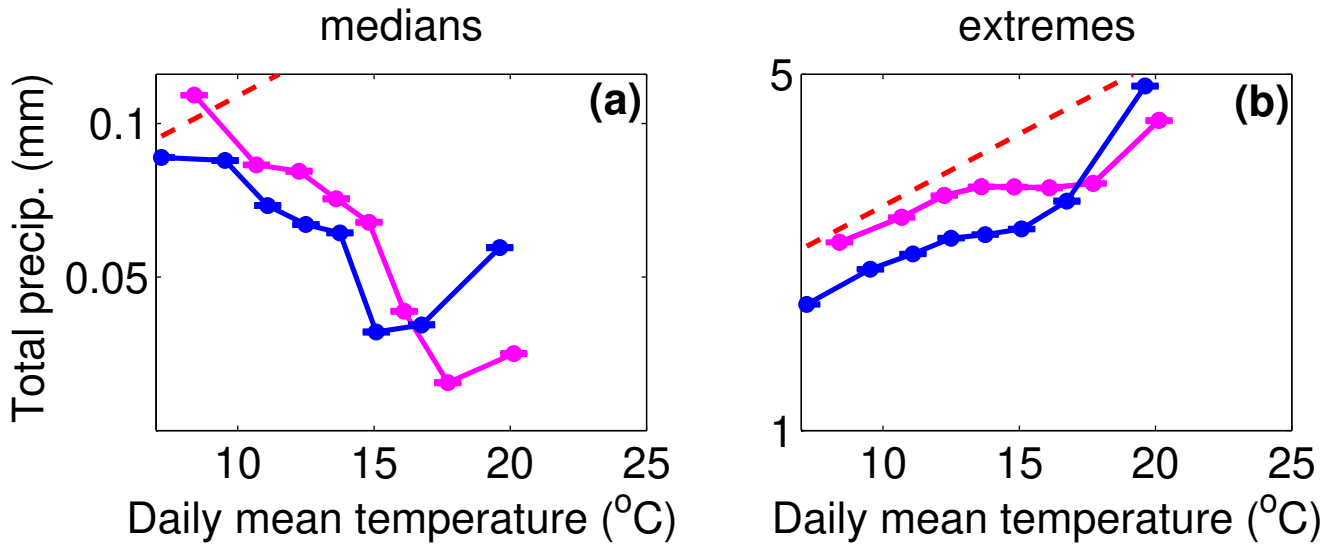 medians
extremes
Total precip. (mm)
0.1
0.05
(a)
10 15 20 25
Daily mean temperature (°C)
5
1
(b)
10 15 20 25
Daily mean temperature (°C)